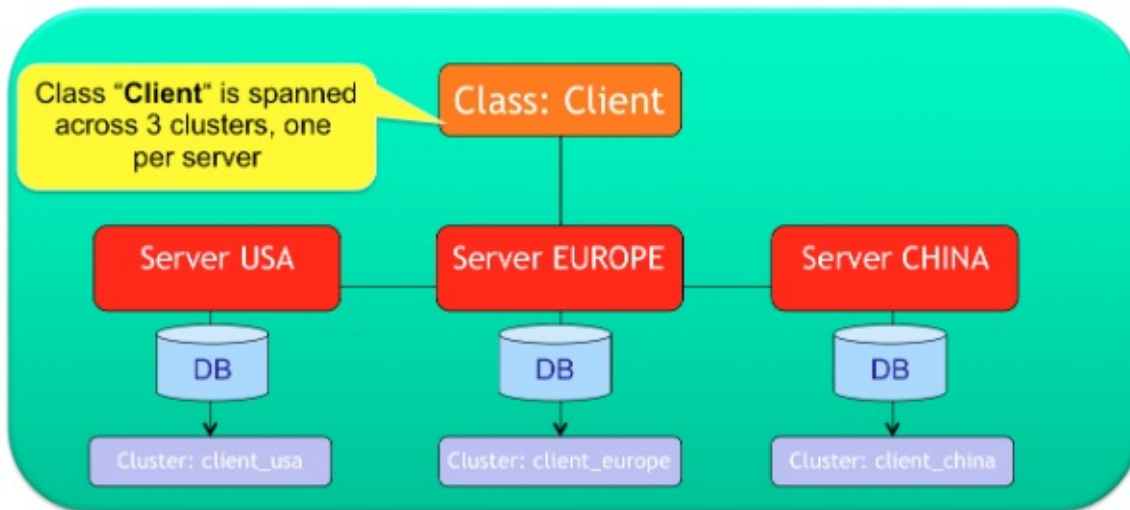 Class "Client" is spanned
across 3 clusters, one
per server
Class: Client
Server USA
Server EUROPE
Server CHINA
DB
DB
DB
Cluster: client_usa
Cluster: client_europe
Cluster: client_china